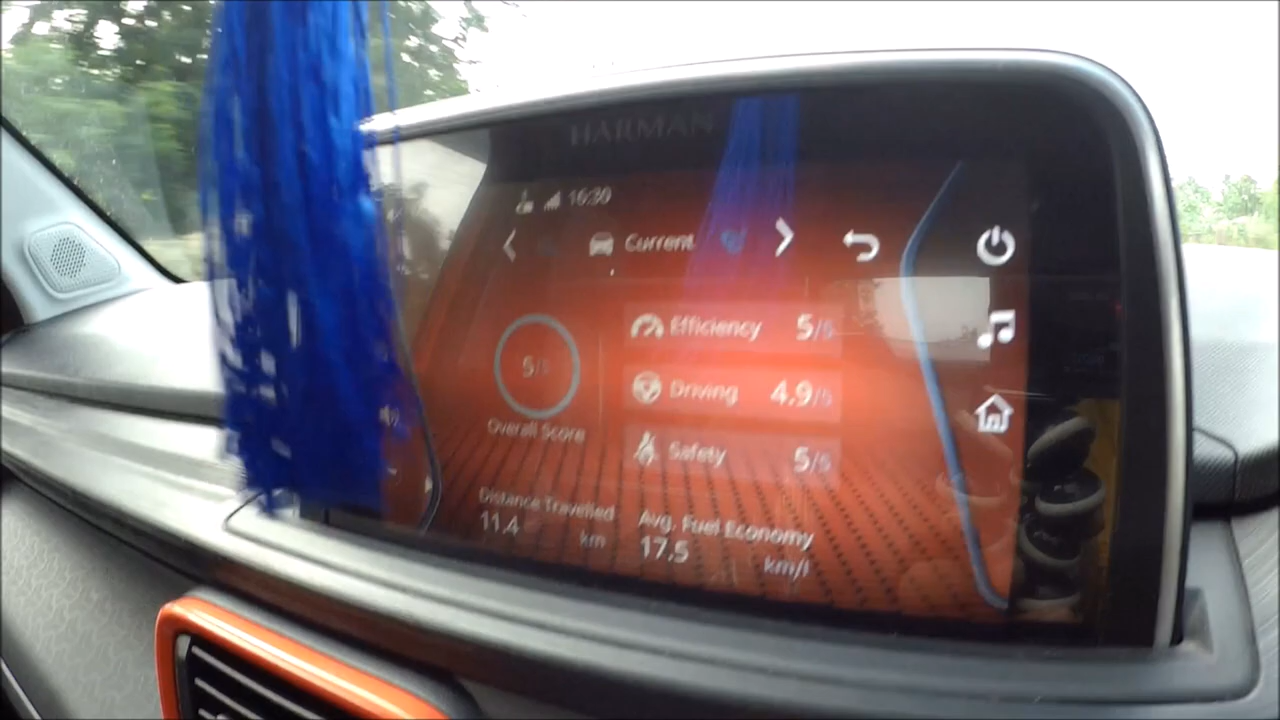 HARMAN
16:30
Current
Efficiency 5/5
5/5
Driving 4.9/5
Overall Score
Safety 5/5
Distance Travelled
11.4 km
Avg. Fuel Economy
17.5 km/l